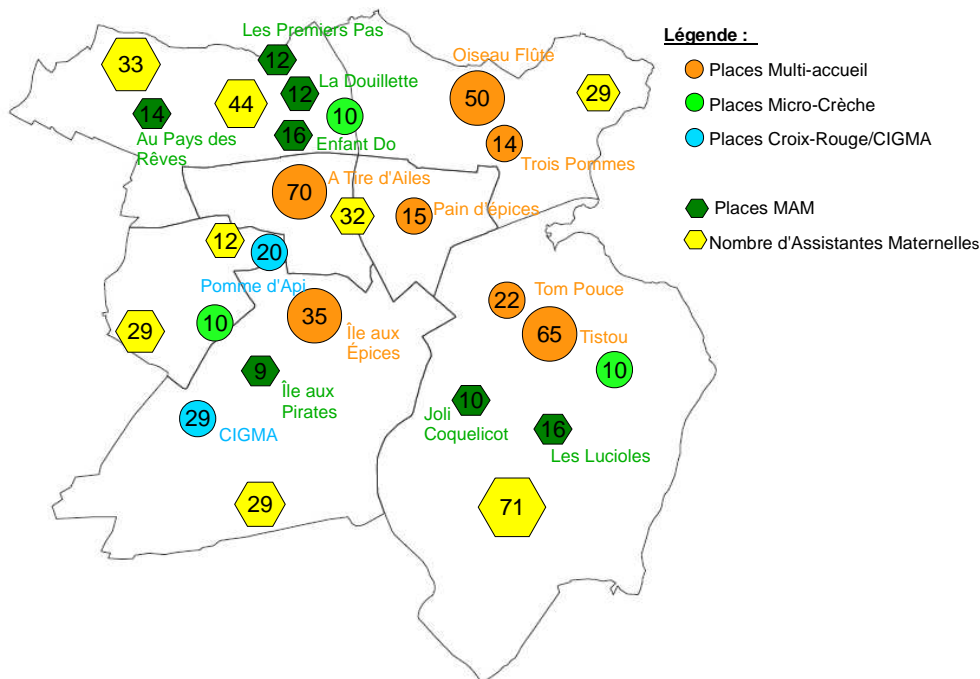 Les Premiers Pas
12
33
La Douillette
12
44
14
10
16
Enfant Do
Au Pays des
Rêves
Oiseau Flûte
50
29
14
Trois Pommes
A Tire d'Ailes
70
32
15
Pain d'épices
12
20
Pomme d'Api
10
29
35
Île aux
Épices
9
Île aux
Pirates
29
CIGMA
29
Tom Pouce
22
65
Tistou
10
10
Joli
Coquelicot
16
Les Lucioles
71
Légende :
Places Multi-accueil
Places Micro-Crèche
Places Croix-Rouge/CIGMA
Places MAM
Nombre d'Assistantes Maternelles